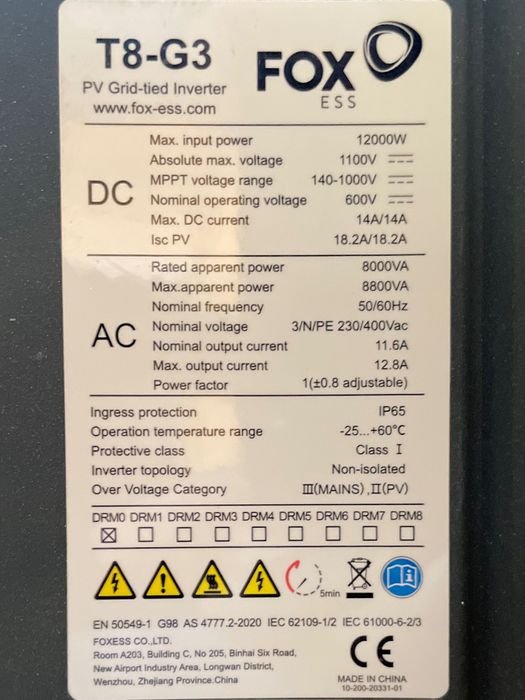 T8-G3
PV Grid-tied Inverter
www.fox-ess.com
FOX
ESS
DC
Max. input power 12000W
Absolute max. voltage 1100V
MPPT voltage range 140-1000V
Nominal operating voltage 600V
Max. DC current 14A/14A
Isc PV 18.2A/18.2A
AC
Rated apparent power 8000VA
Max.apparent power 8800VA
Nominal frequency 50/60Hz
Nominal voltage 3/N/PE 230/400Vac
Nominal output current 11.6A
Max. output current 12.8A
Power factor 1(±0.8 adjustable)
Ingress protection IP65
Operation temperature range -25...+60℃
Protective class Class Ⅰ
Inverter topology Non-isolated
Over Voltage Category Ⅲ(MAINS) ,Ⅱ(PV)
DRM0 DRM1 DRM2 DRM3 DRM4 DRM5 DRM6 DRM7 DRM8
5min
EN 50549-1 G98 AS 4777.2-2020 IEC 62109-1/2 IEC 61000-6-2/3
FOXESS CO.,LTD.
Room A203, Building C, No 205, Binhai Six Road,
New Airport Industry Area, Longwan District,
Wenzhou, Zhejiang Province.China
CE
MADE IN CHINA
10-200-20331-01